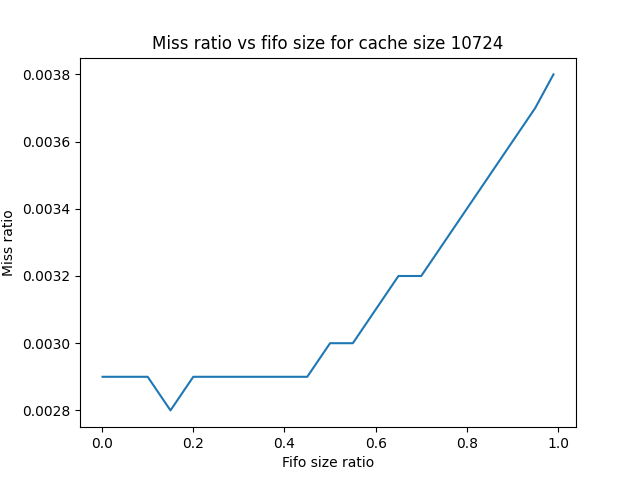 Miss ratio vs fifo size for cache size 10724
0.0038
0.0036
0.0034
0.0032
0.0030
0.0028
Miss ratio
0.0 0.2 0.4 0.6 0.8 1.0
Fifo size ratio